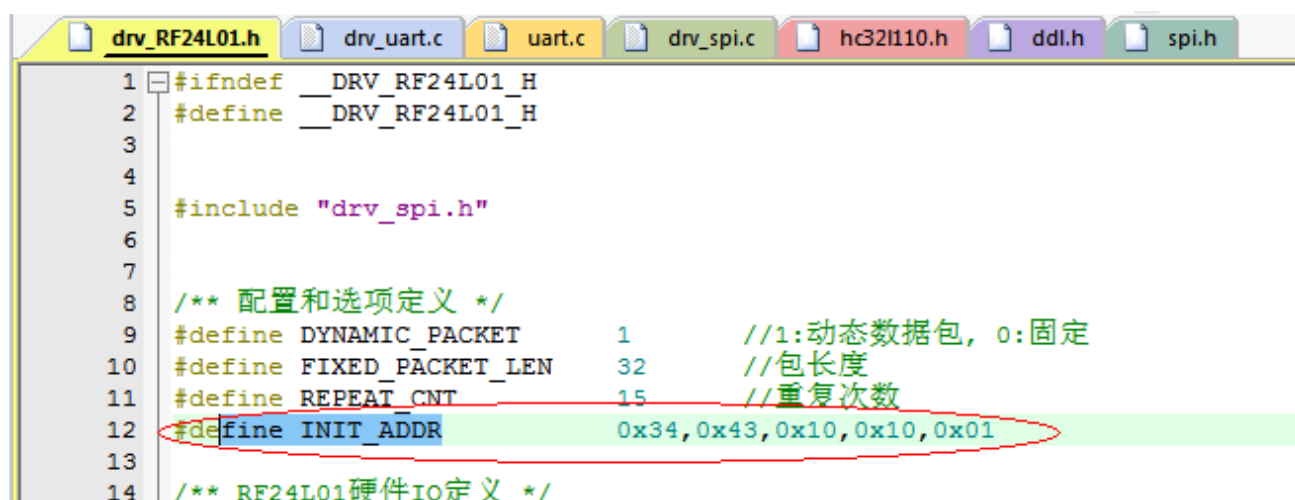 drv_RF24L01.h drv_uart.c uart.c drv_spi.c hc32l110.h ddl.h spi.h
1 #ifndef __DRV_RF24L01_H
2 #define __DRV_RF24L01_H
3
4
5 #include "drv_spi.h"
6
7
8 /** 配置和选项定义 */
9 #define DYNAMIC_PACKET 1 //1:动态数据包, 0:固定
10 #define FIXED_PACKET_LEN 32 //包长度
11 #define REPEAT_CNT 15 //重复次数
12 #define INIT_ADDR 0x34,0x43,0x10,0x10,0x01
13
14 /** RF24L01硬件IO定义 */